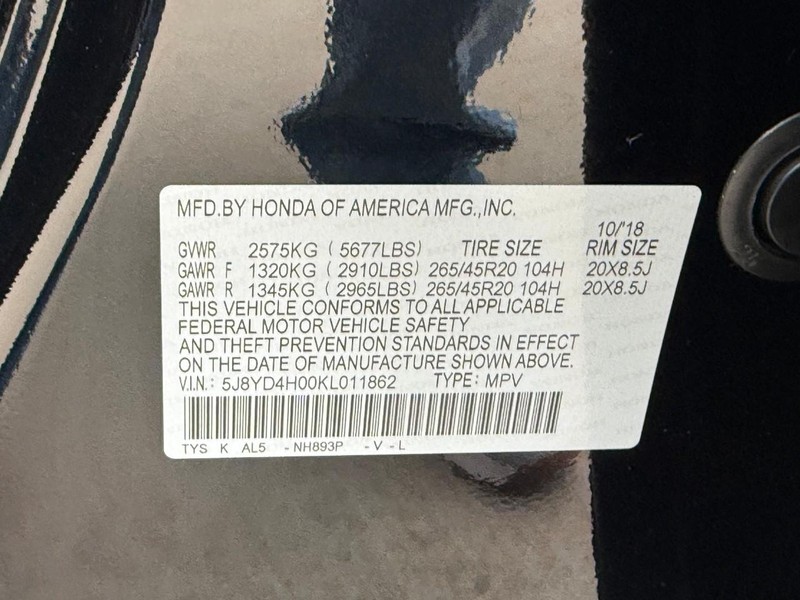 MFD.BY HONDA OF AMERICA MFG.,INC.
10/'18
GVWR 2575KG (5677LBS) TIRE SIZE RIM SIZE
GAWR F 1320KG (2910LBS) 265/45R20 104H 20X8.5J
GAWR R 1345KG (2965LBS) 265/45R20 104H 20X8.5J
THIS VEHICLE CONFORMS TO ALL APPLICABLE
FEDERAL MOTOR VEHICLE SAFETY
AND THEFT PREVENTION STANDARDS IN EFFECT
ON THE DATE OF MANUFACTURE SHOWN ABOVE.
V.I.N.: 5J8YD4H00KL011862 TYPE: MPV
TYS K AL5 -NH893P -V -L